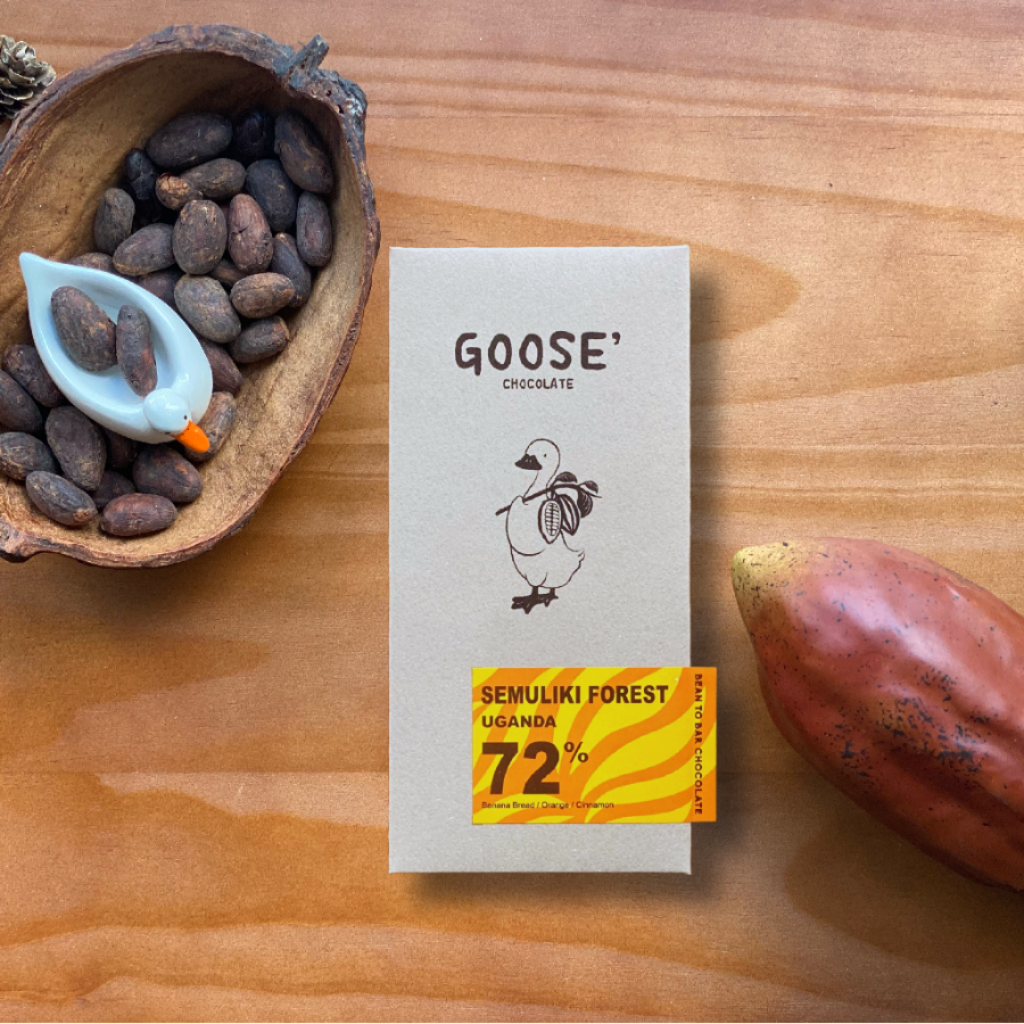 GOOSE’
CHOCOLATE
SEMULIKI FOREST
UGANDA
72%
Banana Bread / Orange / Cinnamon
BEAN TO BAR CHOCOLATE